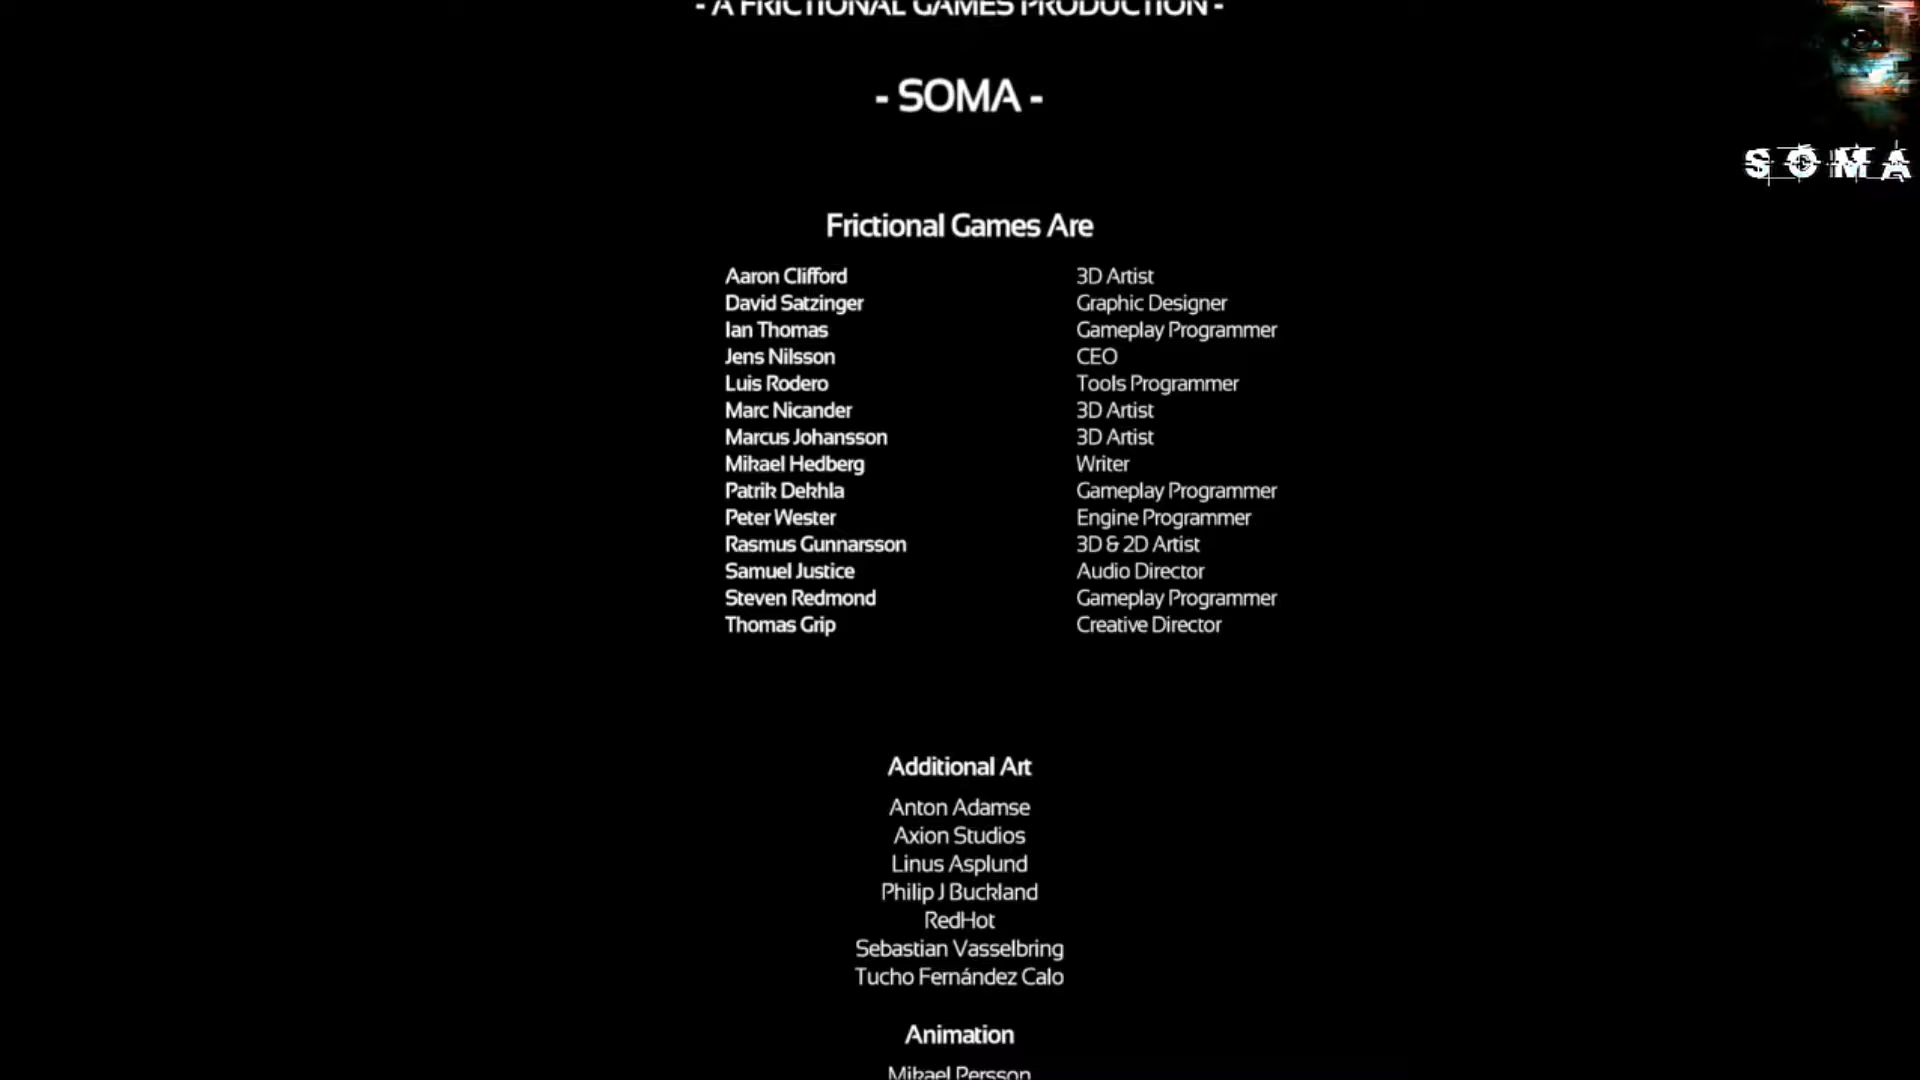 - A FRICTIONAL GAMES PRODUCTION -
- SOMA -
SOMA
Frictional Games Are
Aaron Clifford 3D Artist
David Satzinger Graphic Designer
Ian Thomas Gameplay Programmer
Jens Nilsson CEO
Luis Rodero Tools Programmer
Marc Nicander 3D Artist
Marcus Johansson 3D Artist
Mikael Hedberg Writer
Patrik Dekhla Gameplay Programmer
Peter Wester Engine Programmer
Rasmus Gunnarsson 3D & 2D Artist
Samuel Justice Audio Director
Steven Redmond Gameplay Programmer
Thomas Grip Creative Director
Additional Art
Anton Adamse
Axion Studios
Linus Asplund
Philip J Buckland
RedHot
Sebastian Vasselbring
Tucho Fernández Calo
Animation
Mikael Persson